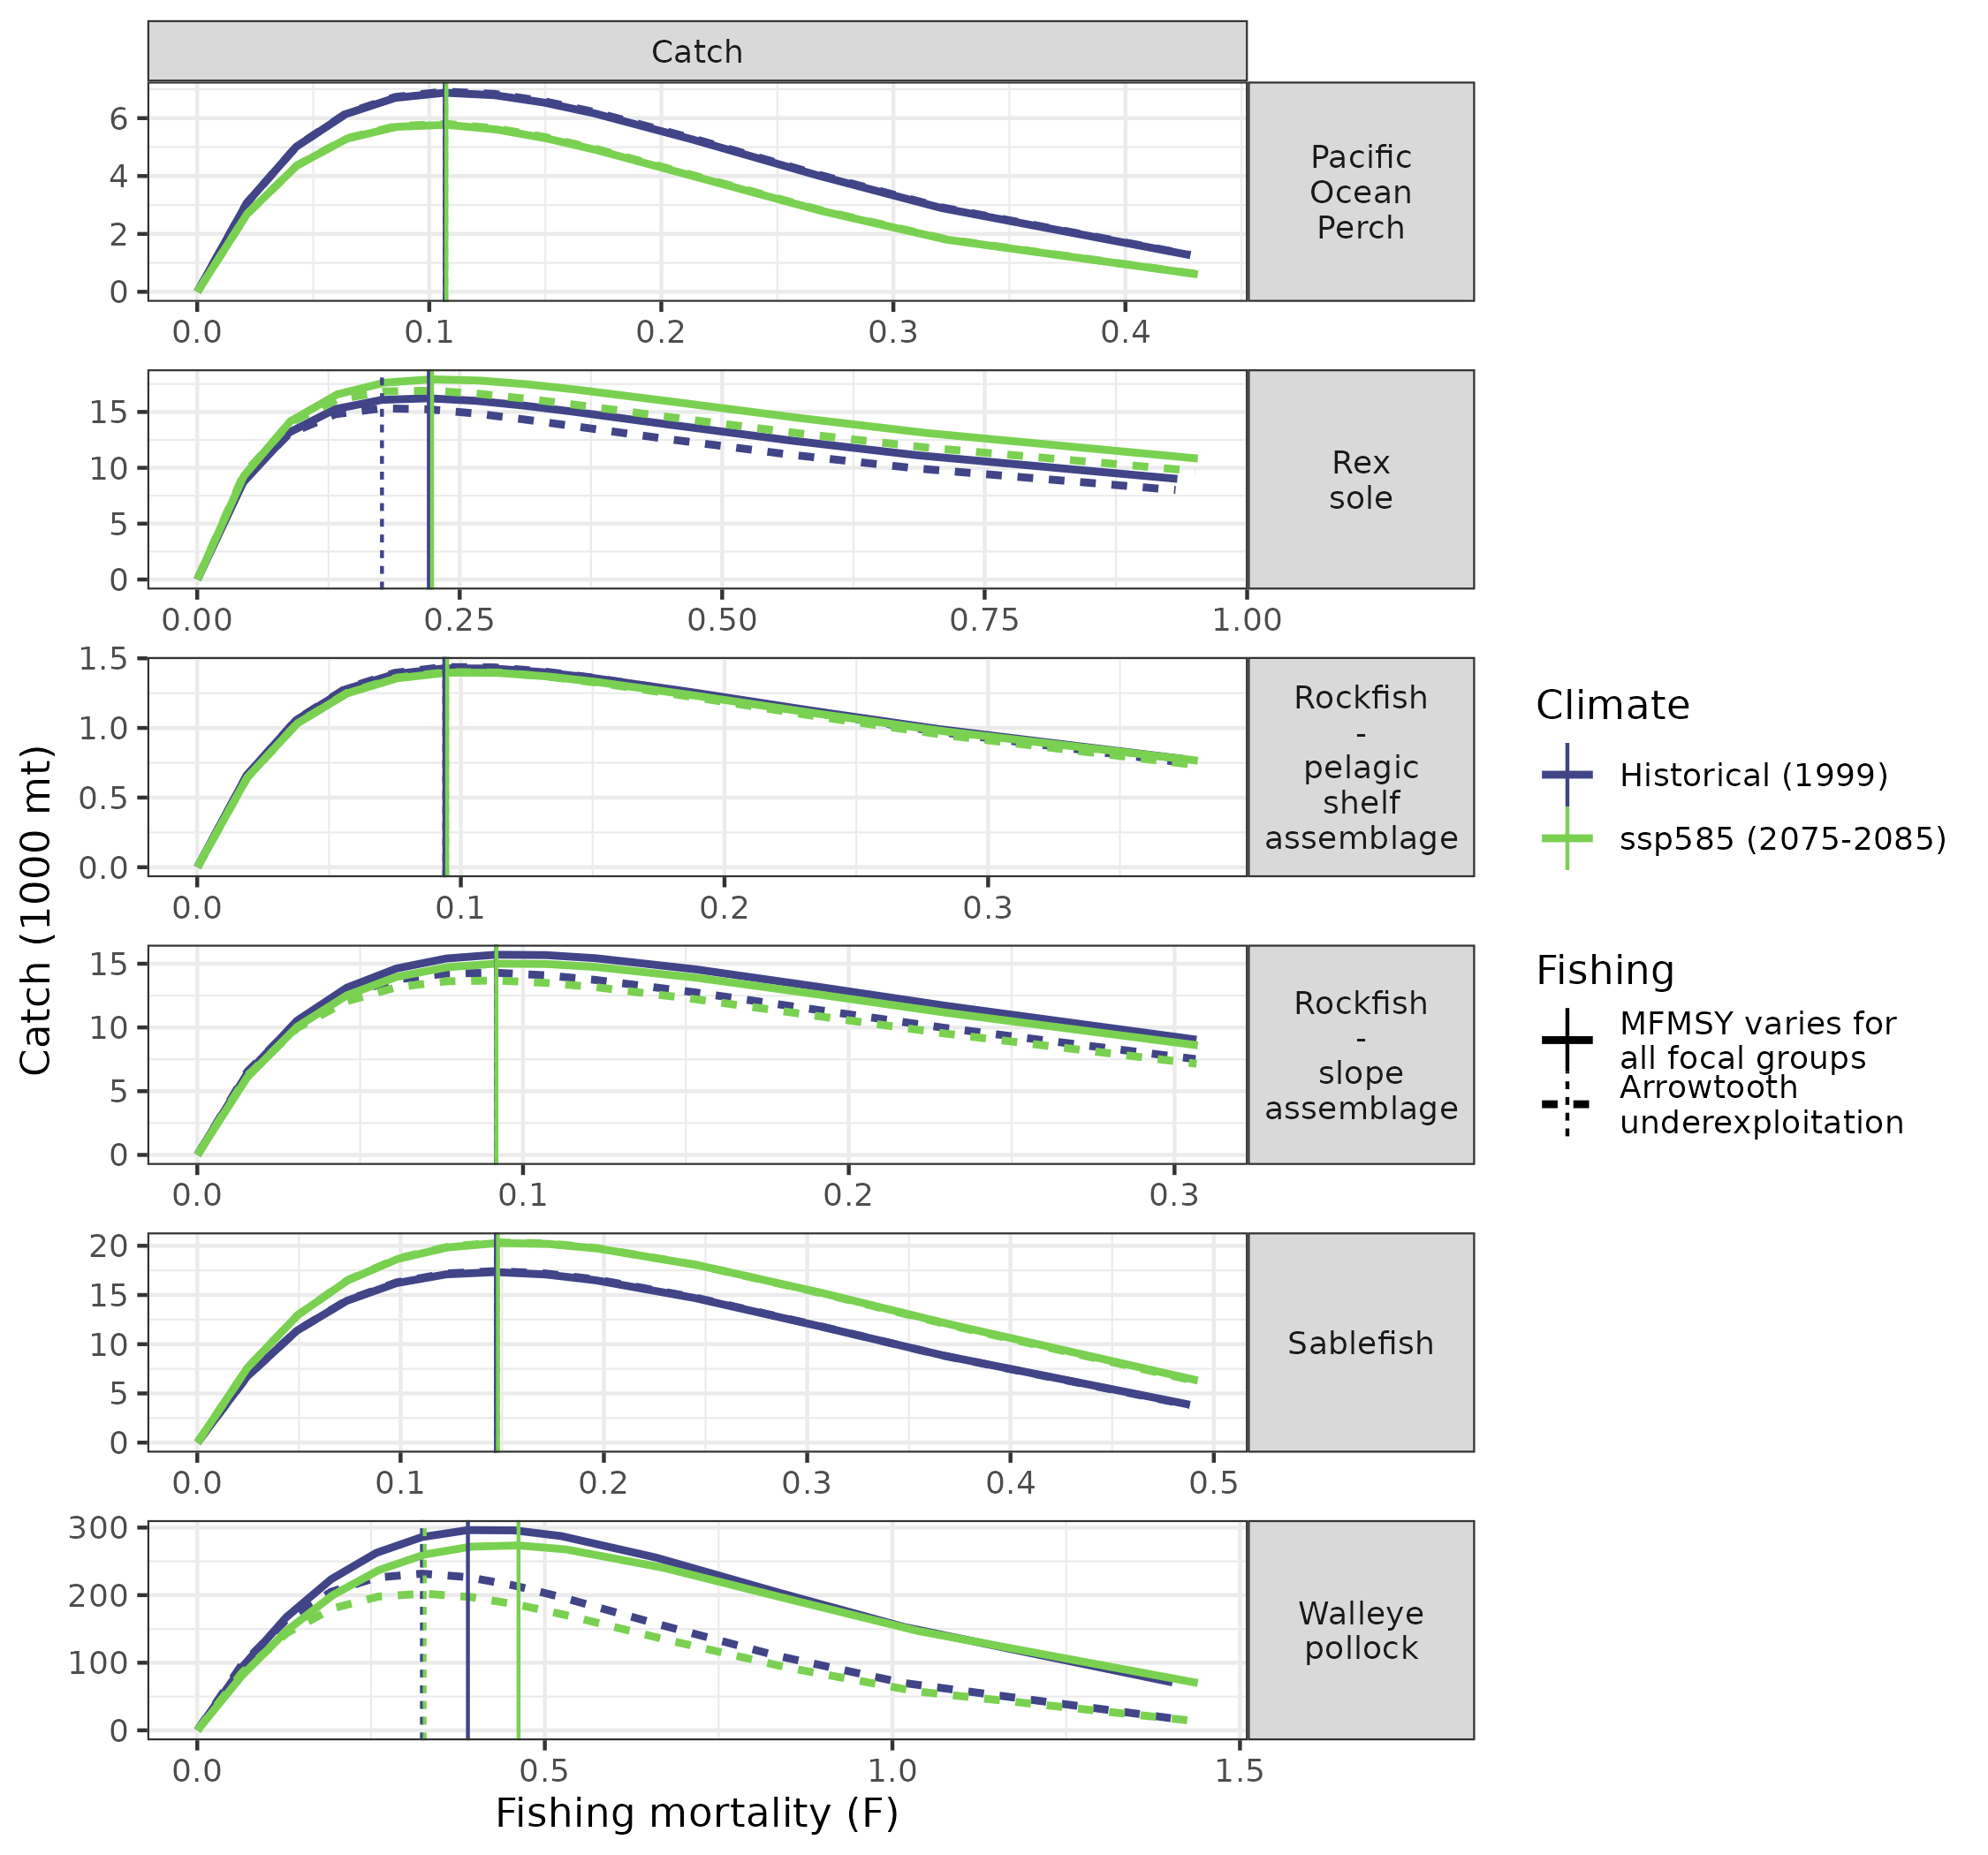 Catch
6
4
2
0
Pacific
Ocean
Perch
0.0 0.1 0.2 0.3 0.4
15
10
5
0
Rex
sole
0.00 0.25 0.50 0.75 1.00
1.5
1.0
0.5
0.0
Rockfish
-
pelagic
shelf
assemblage
0.0 0.1 0.2 0.3
15
10
5
0
Rockfish
-
slope
assemblage
0.0 0.1 0.2 0.3
20
15
10
5
0
Sablefish
0.0 0.1 0.2 0.3 0.4 0.5
300
200
100
0
Walleye
pollock
0.0 0.5 1.0 1.5
Fishing mortality (F)
Catch (1000 mt)
Climate
Historical (1999)
ssp585 (2075-2085)
Fishing
MFMSY varies for
all focal groups
Arrowtooth
underexploitation